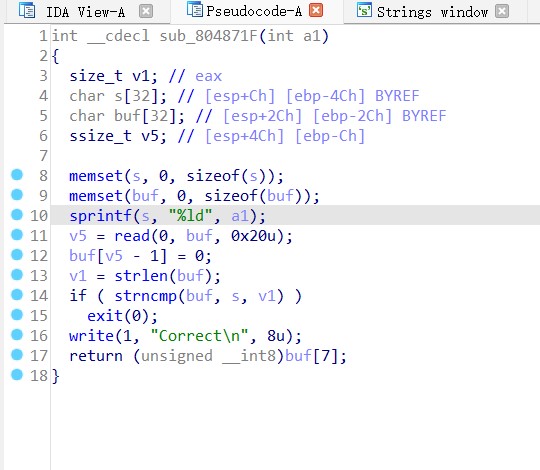 IDA View-A Pseudocode-A Strings window
1 int __cdecl sub_804871F(int a1)
2 {
3 size_t v1; // eax
4 char s[32]; // [esp+Ch] [ebp-4Ch] BYREF
5 char buf[32]; // [esp+2Ch] [ebp-2Ch] BYREF
6 ssize_t v5; // [esp+4Ch] [ebp-Ch]
7
8 memset(s, 0, sizeof(s));
9 memset(buf, 0, sizeof(buf));
10 sprintf(s, "%ld", a1);
11 v5 = read(0, buf, 0x20u);
12 buf[v5 - 1] = 0;
13 v1 = strlen(buf);
14 if ( strncmp(buf, s, v1) )
15 exit(0);
16 write(1, "Correct\n", 8u);
17 return (unsigned __int8)buf[7];
18 }